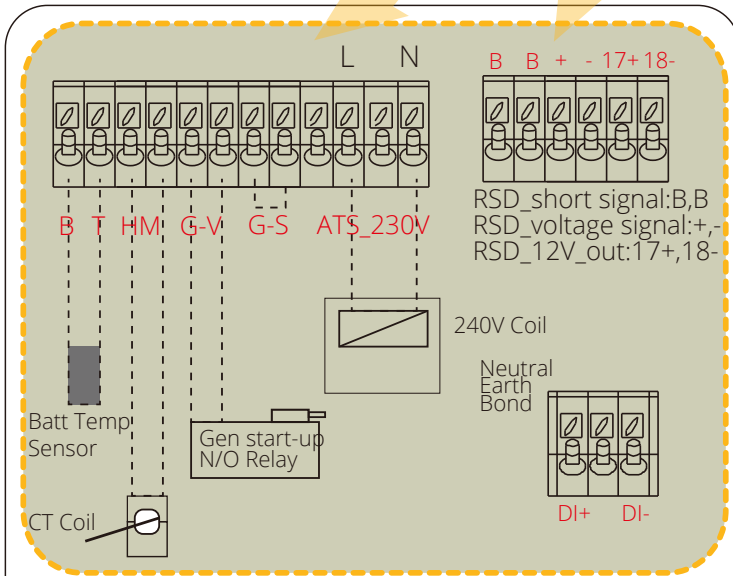 L N
B B + - 17+ 18-
B T HM G-V G-S ATS_230V
RSD_short signal:B,B
RSD_voltage signal:+,-
RSD_12V_out:17+,18-
240V Coil
Neutral
Earth
Bond
Batt Temp
Sensor
Gen start-up
N/O Relay
CT Coil
DI+ DI-